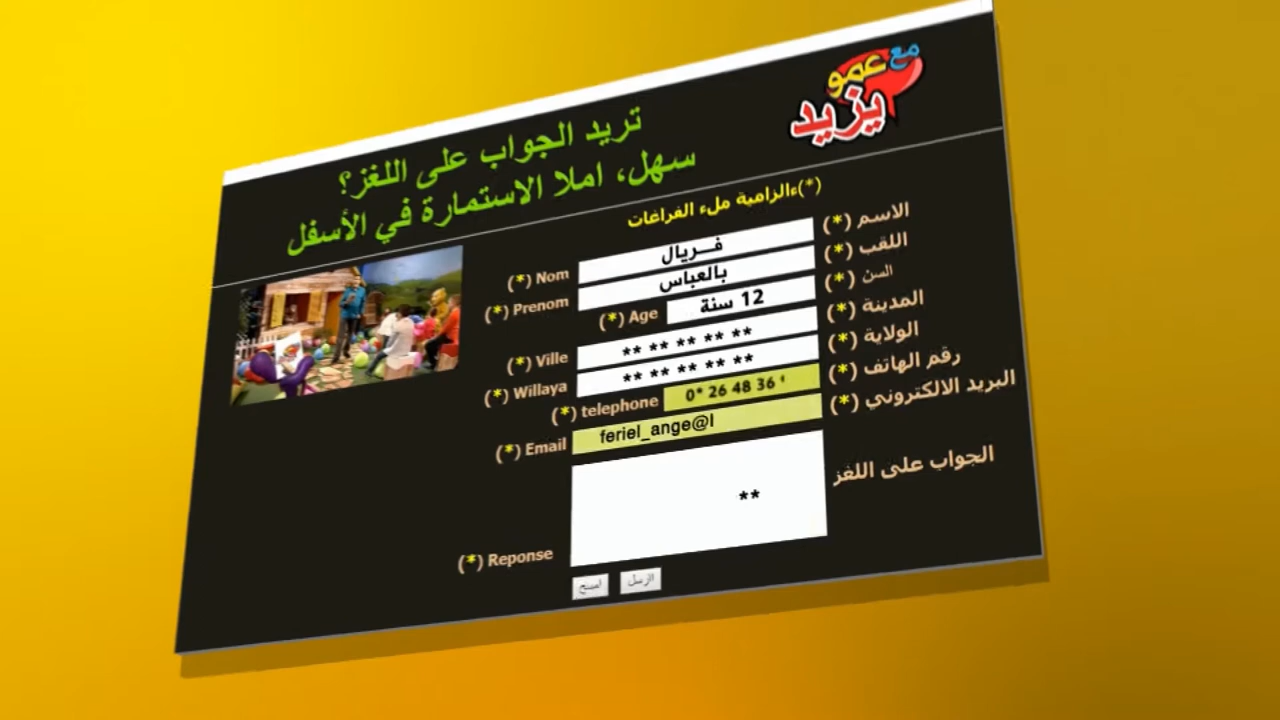 مع عمو يزيد
تريد الجواب على اللغز؟
سهل، املا الاستمارة في الأسفل
(*)ءالزامية ملء الفراغات
الاسم (*) فـريال (*) Nom
اللقب (*) بالعباس (*) Prenom
السن (*) 12 سنة (*) Age
المدينة (*) ** ** ** ** ** (*) Ville
الولاية (*) ** ** ** ** ** (*) Willaya
رقم الهاتف (*) 0* 26 48 36 (*) telephone
البريد الالكتروني (*) feriel_ange@l (*) Email
الجواب على اللغز ** (*) Reponse
امسح ارسل